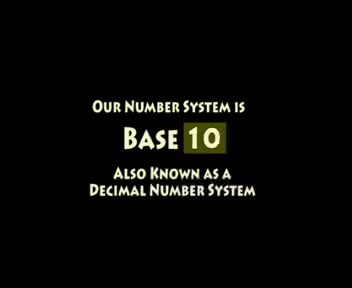 Our Number System is
Base 10
Also Known as a
Decimal Number System